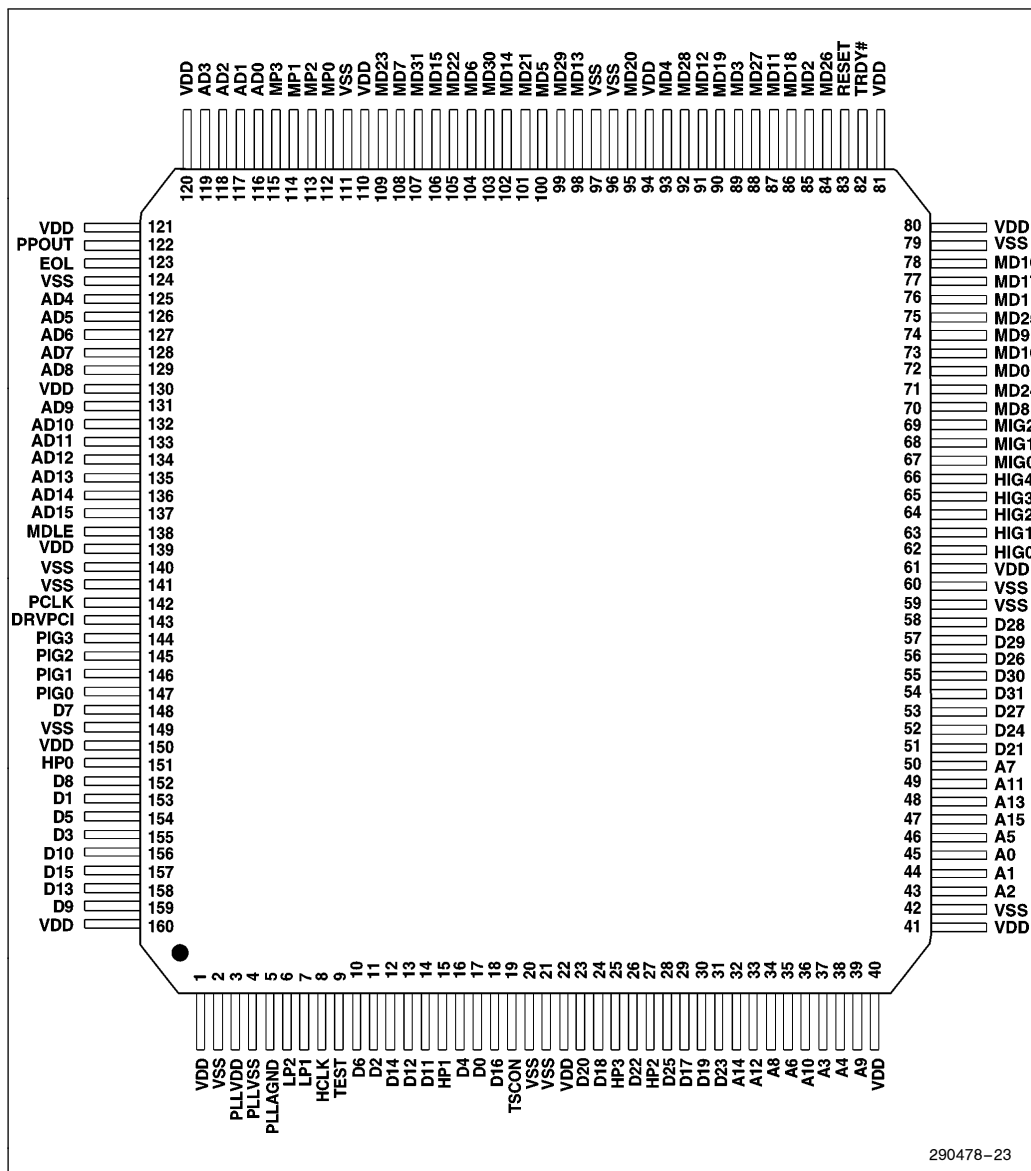 VDD
AD3
AD2
AD1
AD0
MP3
MP1
MP2
MP0
VSS
VDD
MD23
MD7
MD31
MD15
MD22
MD6
MD30
MD14
MD21
MD5
MD29
MD13
VSS
VSS
MD20
VDD
MD4
MD28
MD12
MD19
MD3
MD27
MD11
MD18
MD2
MD26
RESET
TRDY#
VDD
120
119
118
117
116
115
114
113
112
111
110
109
108
107
106
105
104
103
102
101
100
99
98
97
96
95
94
93
92
91
90
89
88
87
86
85
84
83
82
81
VDD 121
PPOUT 122
EOL 123
VSS 124
AD4 125
AD5 126
AD6 127
AD7 128
AD8 129
VDD 130
AD9 131
AD10 132
AD11 133
AD12 134
AD13 135
AD14 136
AD15 137
MDLE 138
VDD 139
VSS 140
VSS 141
PCLK 142
DRVPCI 143
PIG3 144
PIG2 145
PIG1 146
PIG0 147
D7 148
VSS 149
VDD 150
HP0 151
D8 152
D1 153
D5 154
D3 155
D10 156
D15 157
D13 158
D9 159
VDD 160
80 VDD
79 VSS
78
77 MD17
76 MD1
75 MD25
74 MD9
73
72 MD0
71 MD24
70 MD8
69 MIG2
68 MIG1
67 MIG0
66 HIG4
65 HIG3
64 HIG2
63 HIG1
62 HIG0
61 VDD
60 VSS
59 VSS
58 D28
57 D29
56 D26
55 D30
54 D31
53 D27
52 D24
51 D21
50 A7
49 A11
48 A13
47 A15
46 A5
45 A0
44 A1
43 A2
42 VSS
41 VDD
1
2
3
4
5
6
7
8
9
10
11
12
13
14
15
16
17
18
19
20
21
22
23
24
25
26
27
28
29
30
31
32
33
34
35
36
37
38
39
40
VDD
VSS
PLLVDD
PLLVSS
PLLAGND
LP2
LP1
HCLK
TEST
D6
D2
D14
D12
D11
HP1
D4
D0
D16
TSCON
VSS
VSS
VDD
D20
D18
HP3
D22
HP2
D25
D17
D19
D23
A14
A12
A8
A6
A10
A3
A4
A9
VDD
290478–23